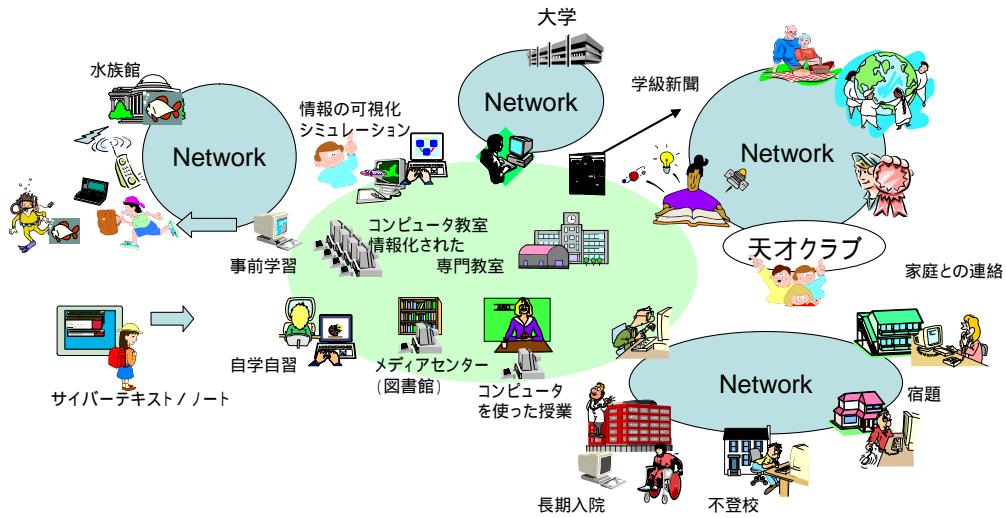 大学
水族館
Network
情報の可視化
シミュレーション
Network
学級新聞
Network
コンピュータ教室
情報化された
専門教室
事前学習
天才クラブ
家庭との連絡
自学自習
メディアセンター
(図書館)
コンピュータ
を使った授業
サイバーテキスト / ノート
Network
宿題
長期入院
不登校